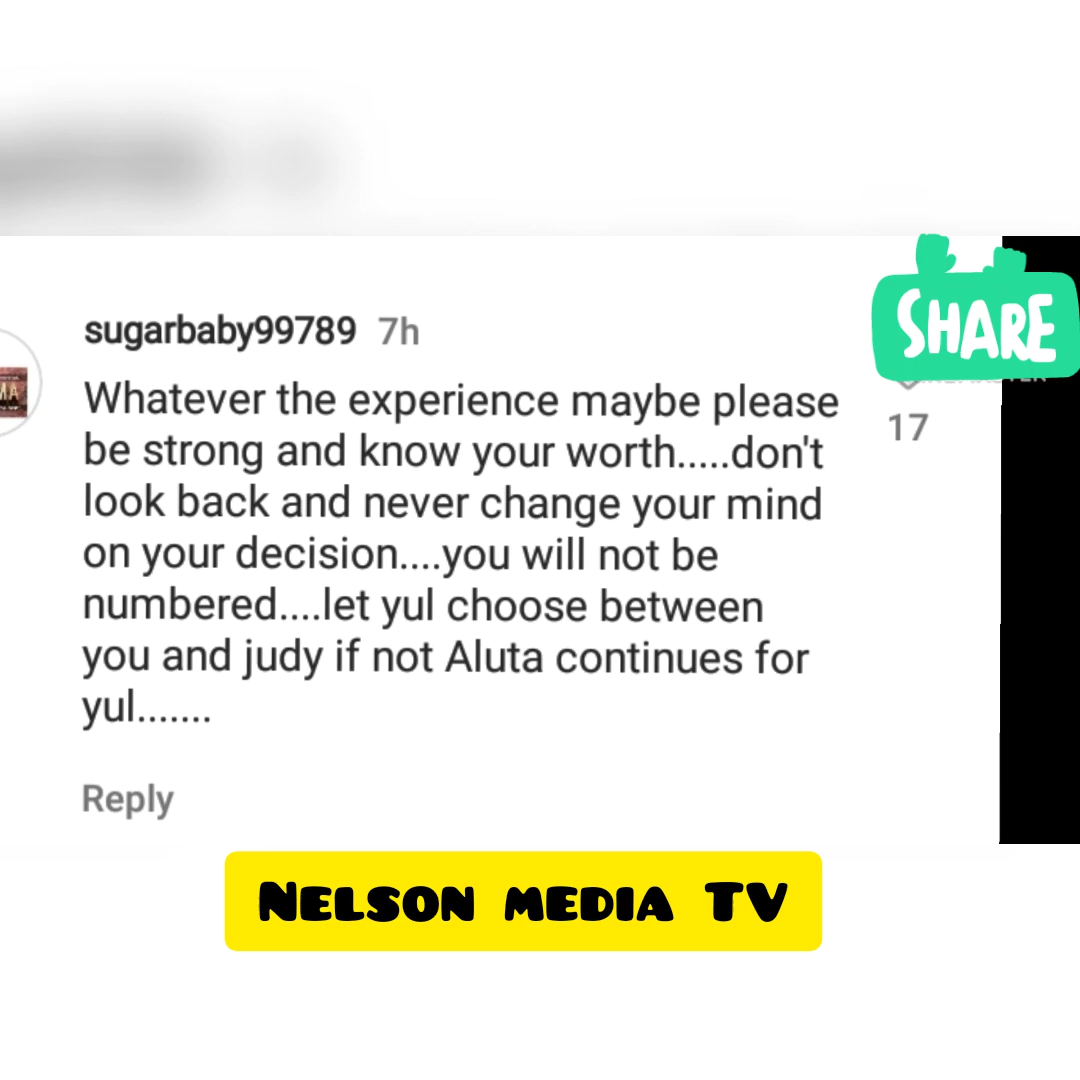 sugarbaby99789 7h
SHARE
17
Whatever the experience maybe please
be strong and know your worth.....don't
look back and never change your mind
on your decision....you will not be
numbered....let yul choose between
you and judy if not Aluta continues for
yul.......
Reply
NELSON MEDIA TV